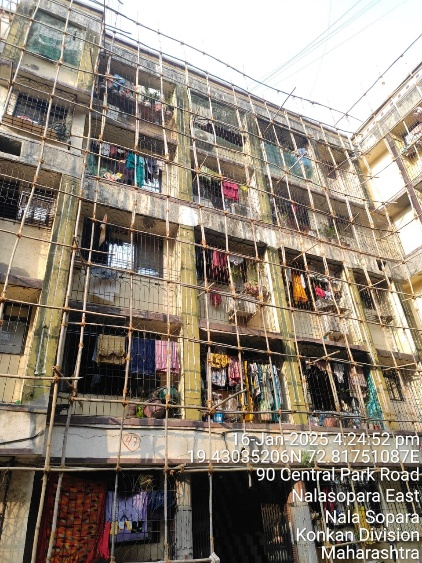 16-Jan-2025 4:24:52 pm
19.43035206N 72.81751087E
90 Central Park Road
Nalasopara East
Nala Sopara
Konkan Division
Maharashtra